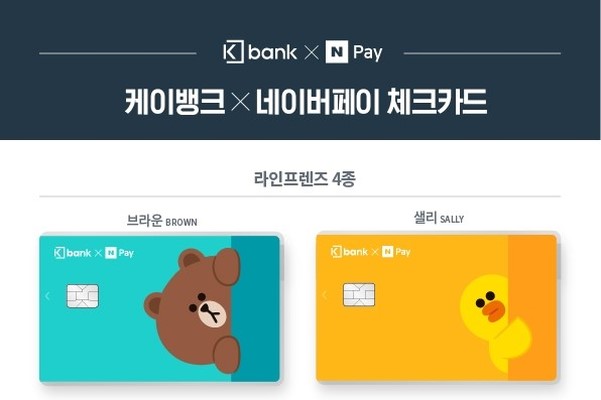 K bank × N Pay
케이뱅크 × 네이버페이 체크카드
라인프렌즈 4종
브라운 BROWN
샐리 SALLY
K bank × N Pay
K bank × N Pay